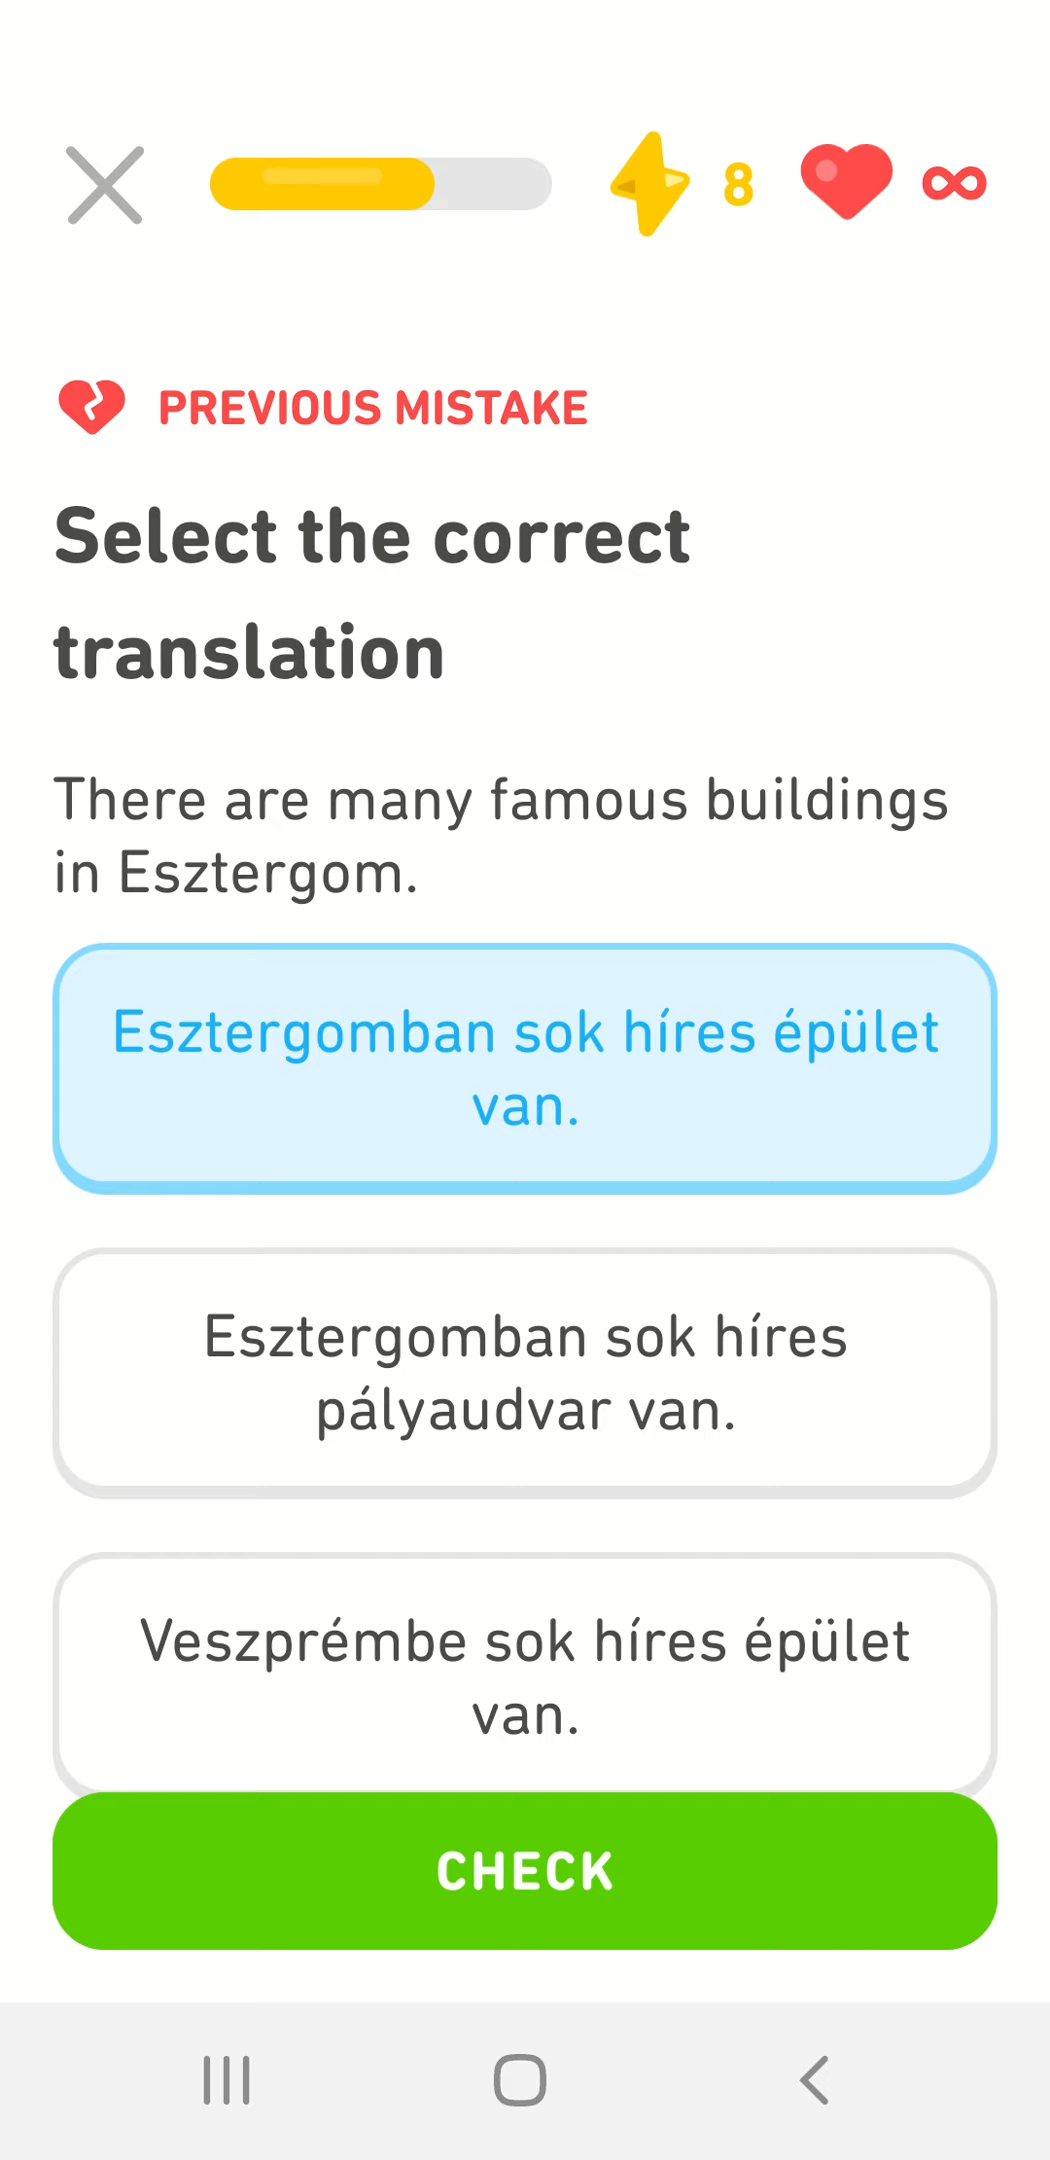 8 ∞
PREVIOUS MISTAKE
Select the correct
translation
There are many famous buildings
in Esztergom.
Esztergomban sok híres épület
van.
Esztergomban sok híres
pályaudvar van.
Veszprémbe sok híres épület
van.
CHECK